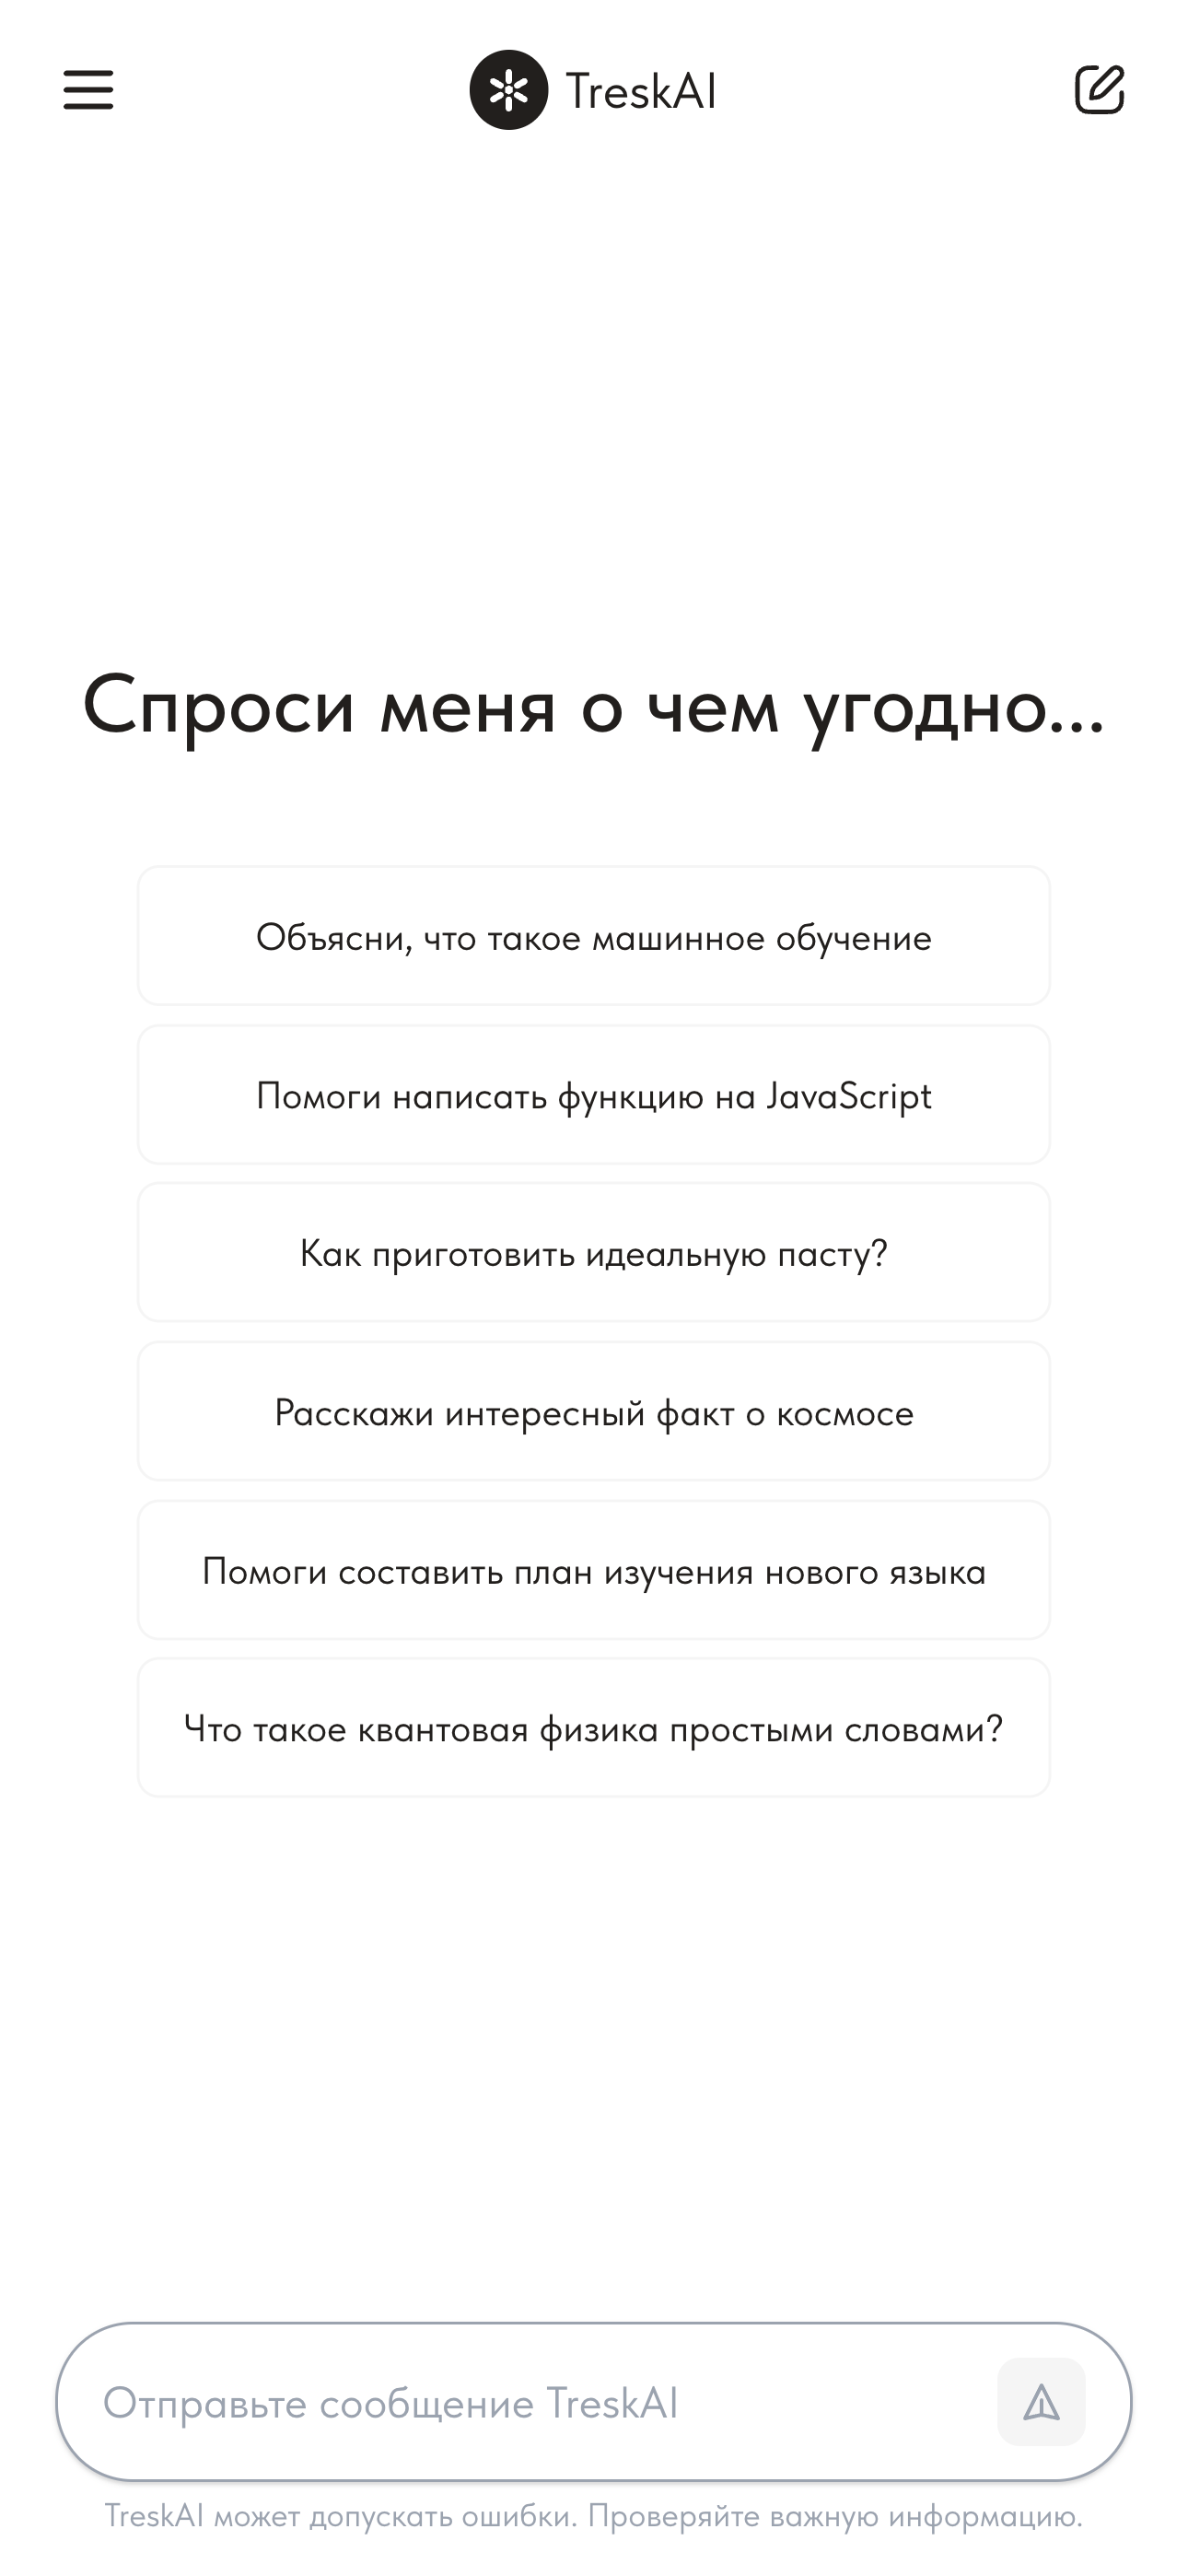 TreskAI
Спроси меня о чем угодно...
Объясни, что такое машинное обучение
Помоги написать функцию на JavaScript
Как приготовить идеальную пасту?
Расскажи интересный факт о космосе
Помоги составить план изучения нового языка
Что такое квантовая физика простыми словами?
Отправьте сообщение TreskAI
TreskAI может допускать ошибки. Проверяйте важную информацию.